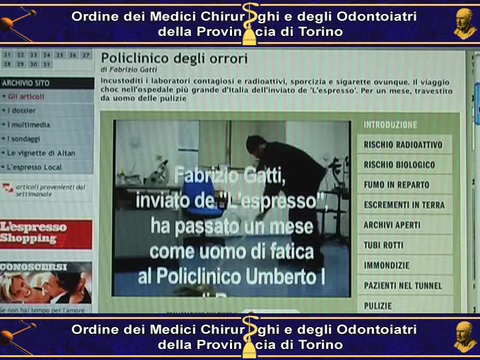 Ordine dei Medici Chirurghi e degli Odontoiatri
della Provincia di Torino
21 22 23 24 25 26 27
28 29 30 31
ARCHIVIO SITO
Gli articoli
I dossier
I multimedia
I sondaggi
Le vignette di Altan
L'espresso Local
articoli provenienti dal
settimanale
L'espresso
Shopping
CONOSCERSI
Se non hai tempo per l'amore
Policlinico degli orrori
di Fabrizio Gatti
Incustoditi i laboratori contagiosi e radioattivi, sporcizia e sigarette ovunque. Il viaggio
choc nell'ospedale più grande d'Italia dell'inviato de 'L'espresso'. Per un mese, travestito
da uomo delle pulizie
Fabrizio Gatti,
inviato de "L'espresso",
ha passato un mese
come uomo di fatica
al Policlinico Umberto I
INTRODUZIONE
RISCHIO RADIOATTIVO
RISCHIO BIOLOGICO
FUMO IN REPARTO
ESCREMENTI IN TERRA
ARCHIVI APERTI
TUBI ROTTI
IMMONDIZIE
PAZIENTI NEL TUNNEL
PULIZIE
Ordine dei Medici Chirurghi e degli Odontoiatri
della Provincia di Torino